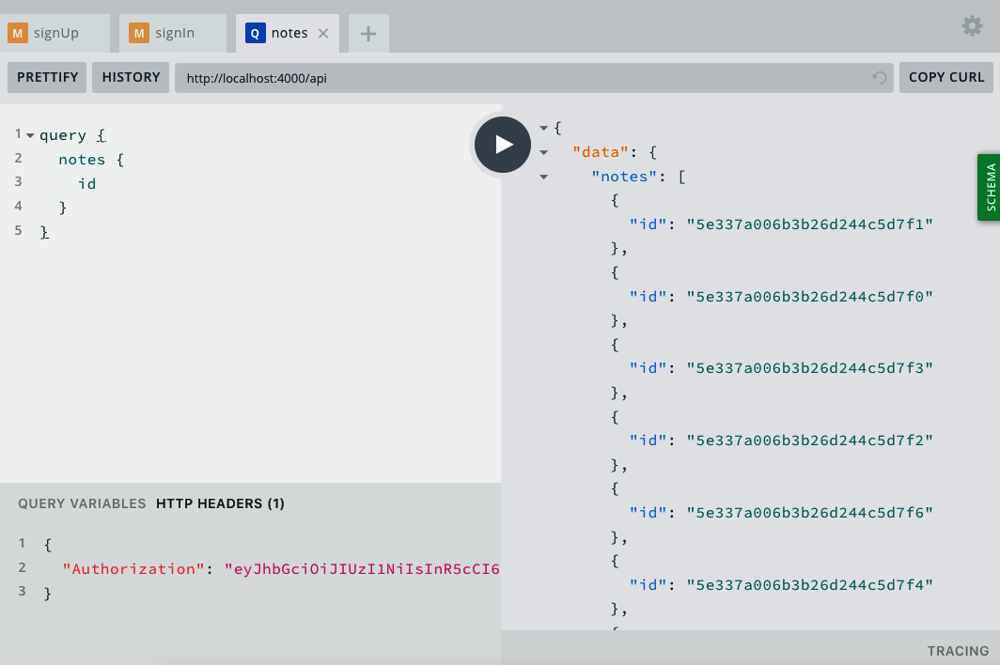 M signUp M signIn Q notes
PRETTIFY HISTORY http://localhost:4000/api COPY CURL
1 query {
2 notes {
3 id
4 }
5 }
{
"data": {
"notes": [
{
"id": "5e337a006b3b26d244c5d7f1"
},
{
"id": "5e337a006b3b26d244c5d7f0"
},
{
"id": "5e337a006b3b26d244c5d7f3"
},
{
"id": "5e337a006b3b26d244c5d7f2"
},
{
"id": "5e337a006b3b26d244c5d7f6"
},
{
"id": "5e337a006b3b26d244c5d7f4"
},
SCHEMA
QUERY VARIABLES HTTP HEADERS (1)
1 {
2 "Authorization": "eyJhbGciOiJIUzI1NiIsInR5cCI6
3 }
TRACING